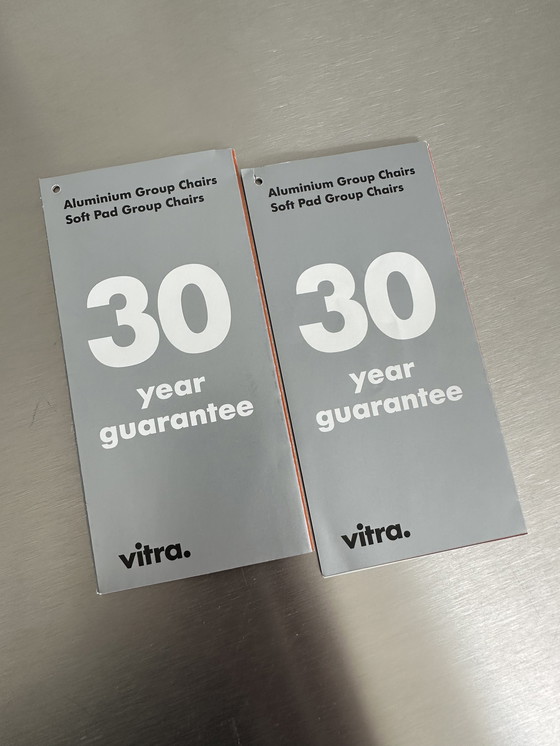 Aluminium Group Chairs
Soft Pad Group Chairs
30
year
guarantee
vitra.
Aluminium Group Chairs
Soft Pad Group Chairs
30
year
guarantee
vitra.